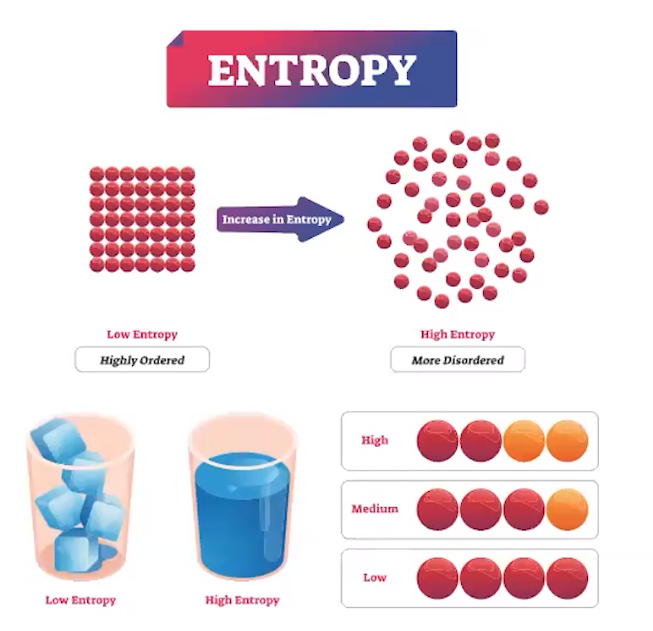 ENTROPY
Increase in Entropy
Low Entropy
Highly Ordered
High Entropy
More Disordered
Low Entropy
High Entropy
High
Medium
Low